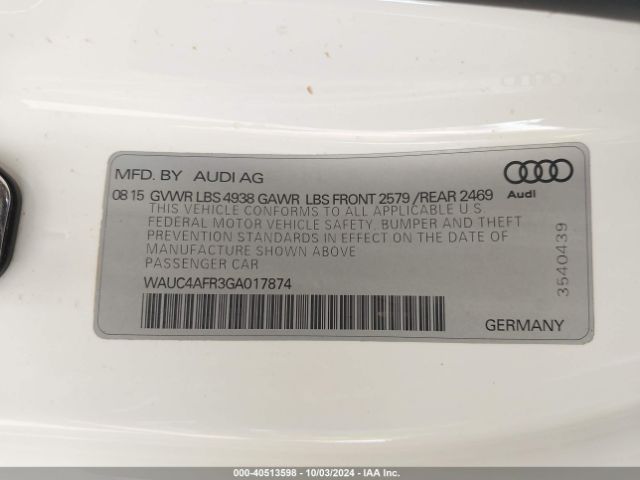 MFD. BY AUDI AG
08 15 GVWR LBS 4938 GAWR LBS FRONT 2579 /REAR 2469
THIS VEHICLE CONFORMS TO ALL APPLICABLE U.S.
FEDERAL MOTOR VEHICLE SAFETY, BUMPER AND THEFT
PREVENTION STANDARDS IN EFFECT ON THE DATE OF
MANUFACTURE SHOWN ABOVE
PASSENGER CAR
WAUC4AFR3GA017874
Audi
3540439
GERMANY
000-40513598 - 10/03/2024 - IAA Inc.